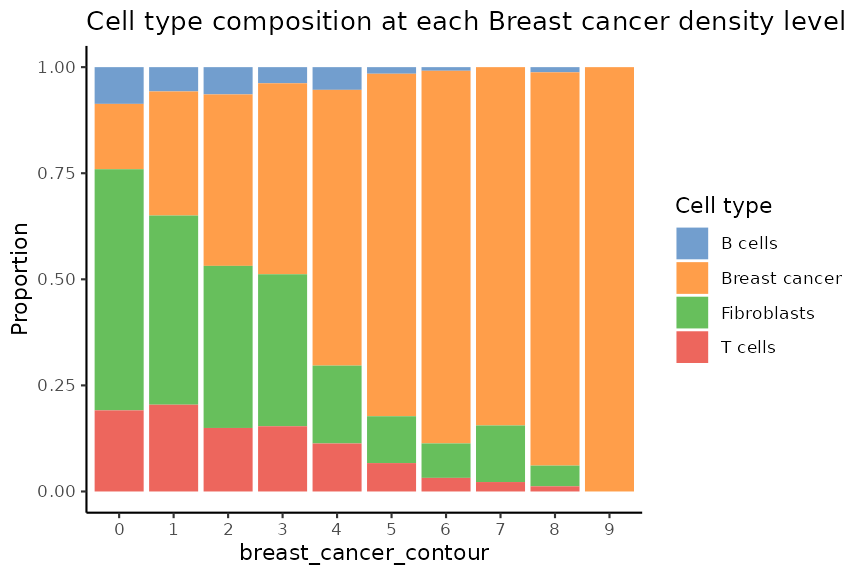 Cell type composition at each Breast cancer density level
1.00
0.75
0.50
0.25
0.00
Proportion
0 1 2 3 4 5 6 7 8 9
breast_cancer_contour
Cell type
B cells
Breast cancer
Fibroblasts
T cells